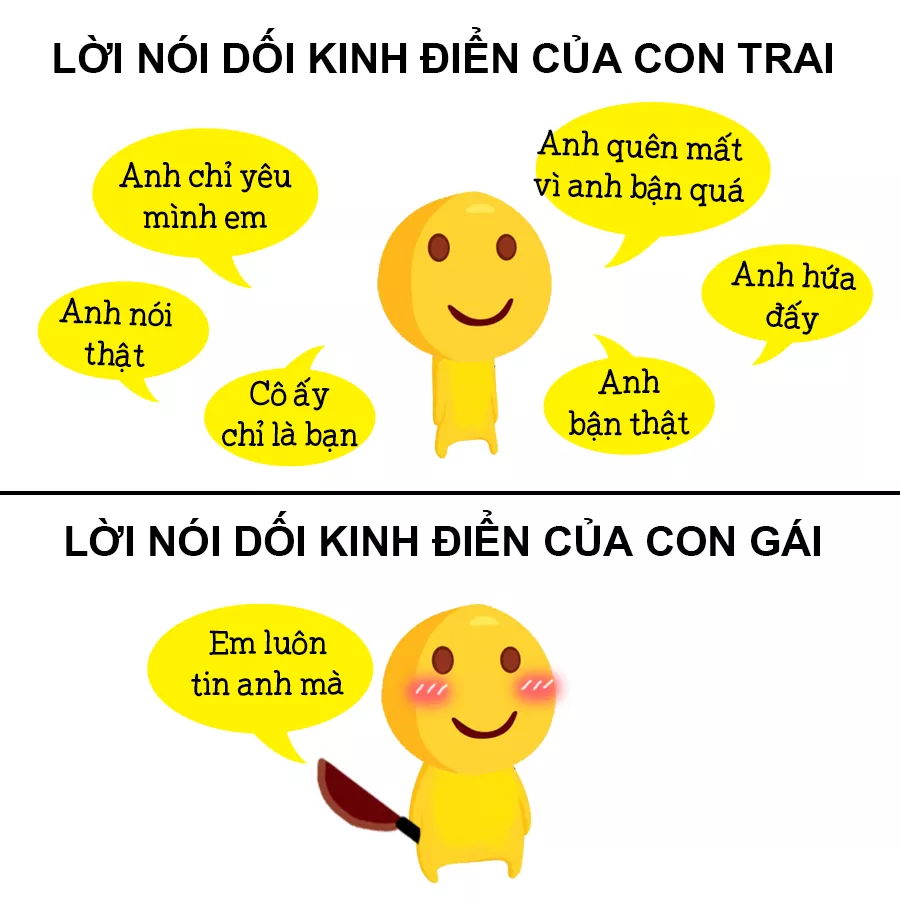 LỜI NÓI DỐI KINH ĐIỂN CỦA CON TRAI
Anh chỉ yêu
mình em
Anh quên mất
vì anh bận quá
Anh nói
thật
Anh hứa
đấy
Cô ấy
chỉ là bạn
Anh
bận thật
LỜI NÓI DỐI KINH ĐIỂN CỦA CON GÁI
Em luôn
tin anh mà